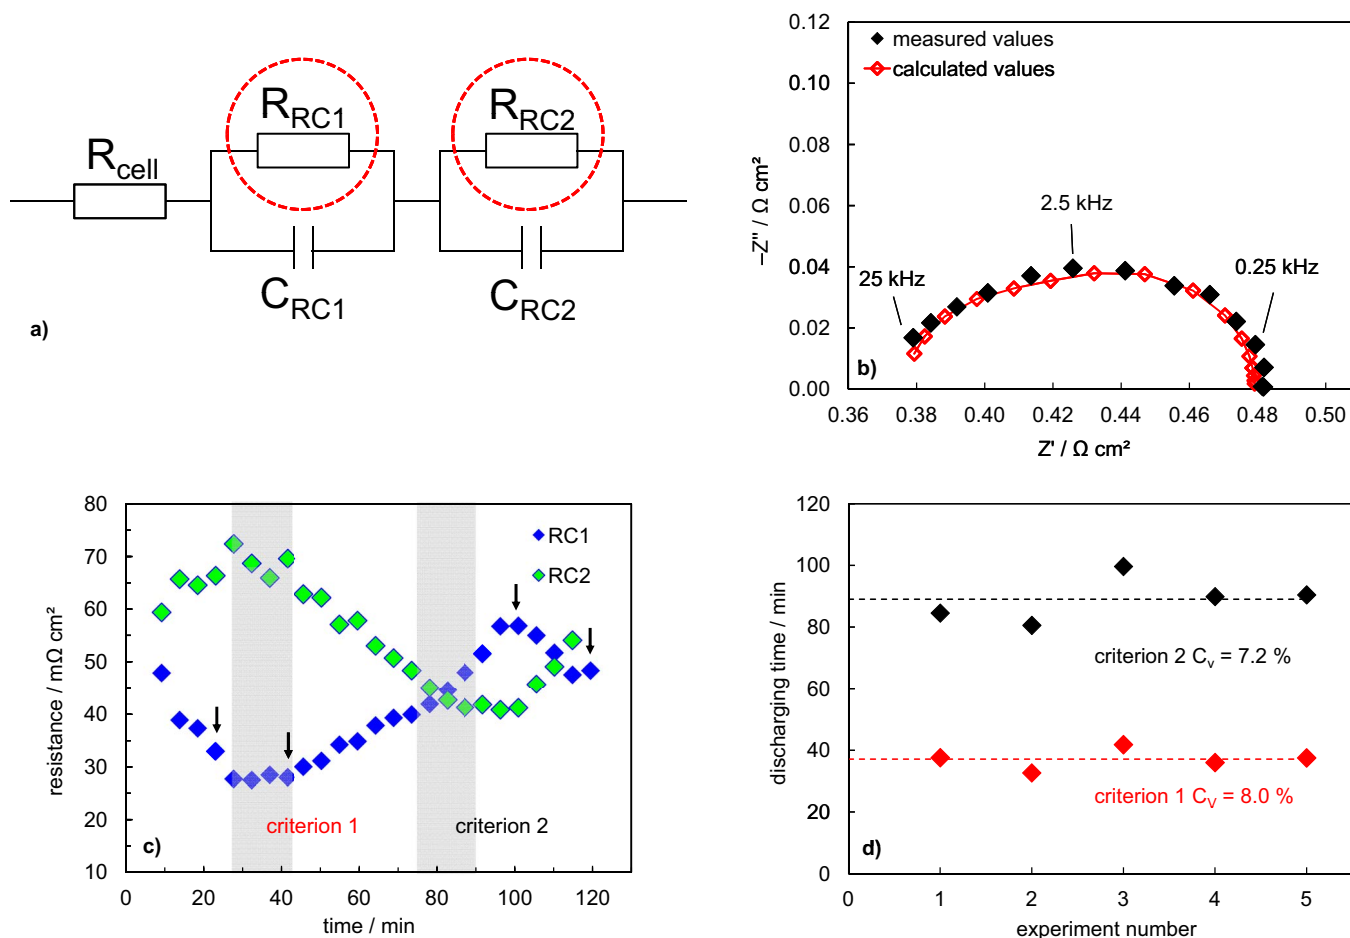 R_cell
R_RC1
C_RC1
R_RC2
C_RC2
a)
0.12
0.10
0.08
0.06
0.04
0.02
0.00
–Z'' / Ω cm²
measured values
calculated values
25 kHz
2.5 kHz
0.25 kHz
b)
0.36 0.38 0.40 0.42 0.44 0.46 0.48 0.50
Z' / Ω cm²
80
70
60
50
40
30
20
10
resistance / mΩ cm²
RC1
RC2
criterion 1
criterion 2
c)
0 20 40 60 80 100 120
time / min
120
100
80
60
40
20
0
discharging time / min
criterion 2 C_v = 7.2 %
criterion 1 C_V = 8.0 %
d)
0 1 2 3 4 5
experiment number